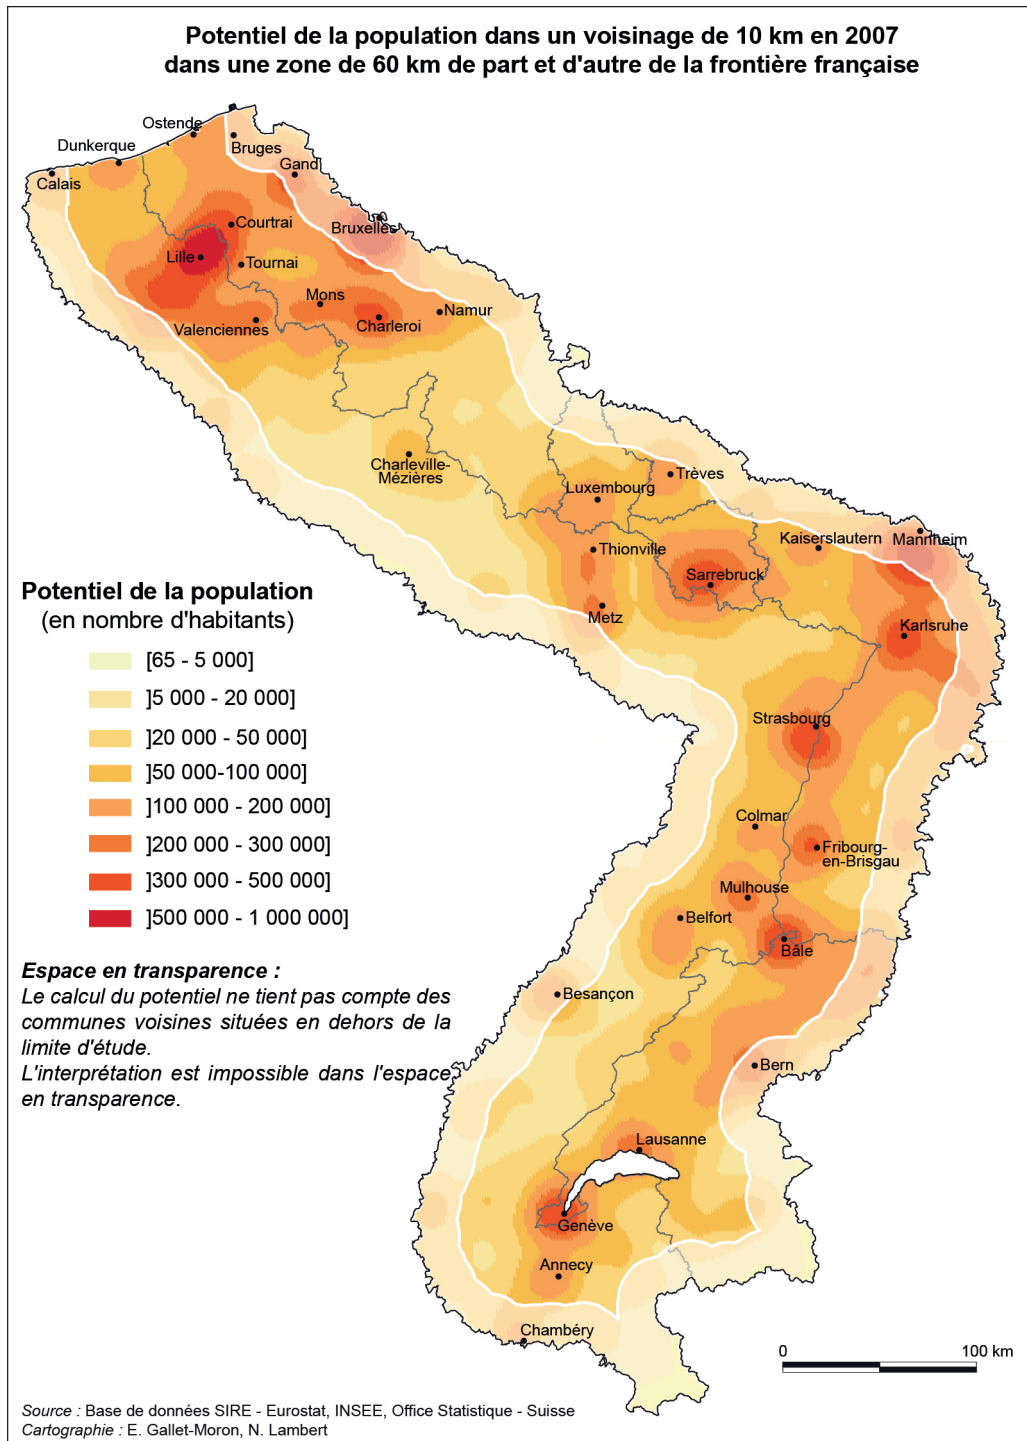 Potentiel de la population dans un voisinage de 10 km en 2007
dans une zone de 60 km de part et d'autre de la frontière française
Ostende
Dunkerque
Bruges
Calais
Gand
Courtrai
Bruxelles
Lille
Tournai
Mons
Namur
Valenciennes
Charleroi
Charleville-
Mézières
Trèves
Luxembourg
Thionville
Kaiserslautern
Mannheim
Sarrebruck
Metz
Karlsruhe
Strasbourg
Colmar
Fribourg-
en-Brisgau
Mulhouse
Belfort
Bâle
Besançon
Bern
Lausanne
Genève
Annecy
Chambéry
Potentiel de la population
(en nombre d'habitants)
]65 - 5 000]
]5 000 - 20 000]
]20 000 - 50 000]
]50 000-100 000]
]100 000 - 200 000]
]200 000 - 300 000]
]300 000 - 500 000]
]500 000 - 1 000 000]
Espace en transparence :
Le calcul du potentiel ne tient pas compte des
communes voisines situées en dehors de la
limite d'étude.
L'interprétation est impossible dans l'espace
en transparence.
0 100 km
Source : Base de données SIRE - Eurostat, INSEE, Office Statistique - Suisse
Cartographie : E. Gallet-Moron, N. Lambert